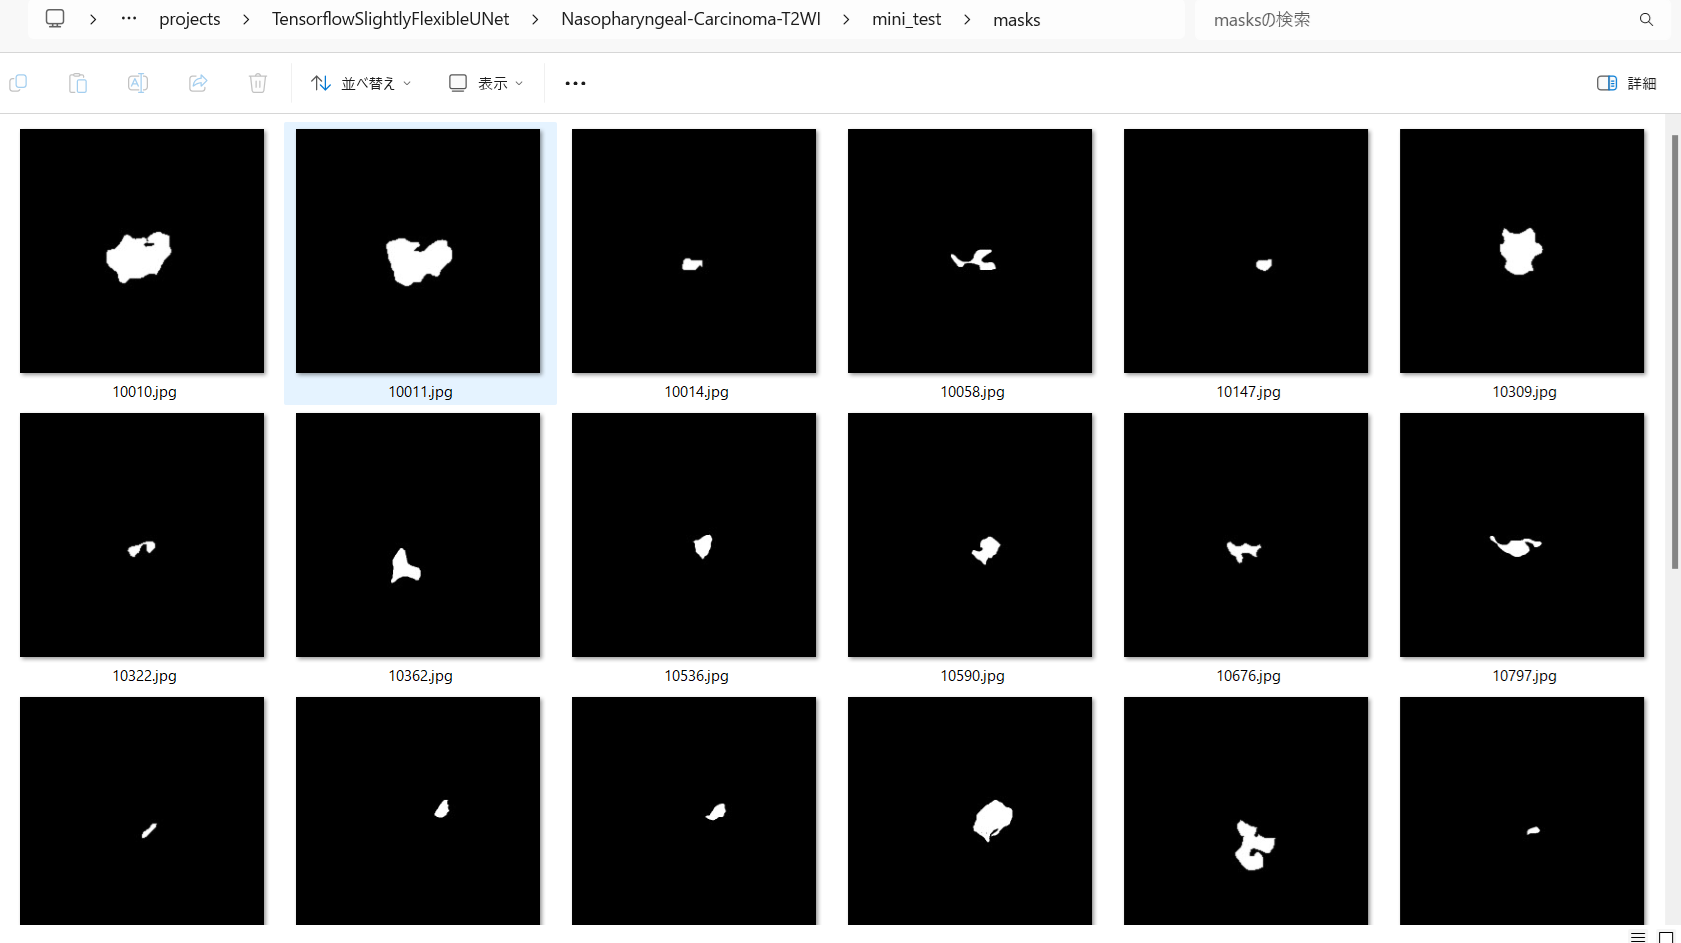 projects > TensorflowSlightlyFlexibleUNet > Nasopharyngeal-Carcinoma-T2WI > mini_test > masks
masksの検索
並べ替え 表示 詳細
10010.jpg 10011.jpg 10014.jpg 10058.jpg 10147.jpg 10309.jpg
10322.jpg 10362.jpg 10536.jpg 10590.jpg 10676.jpg 10797.jpg